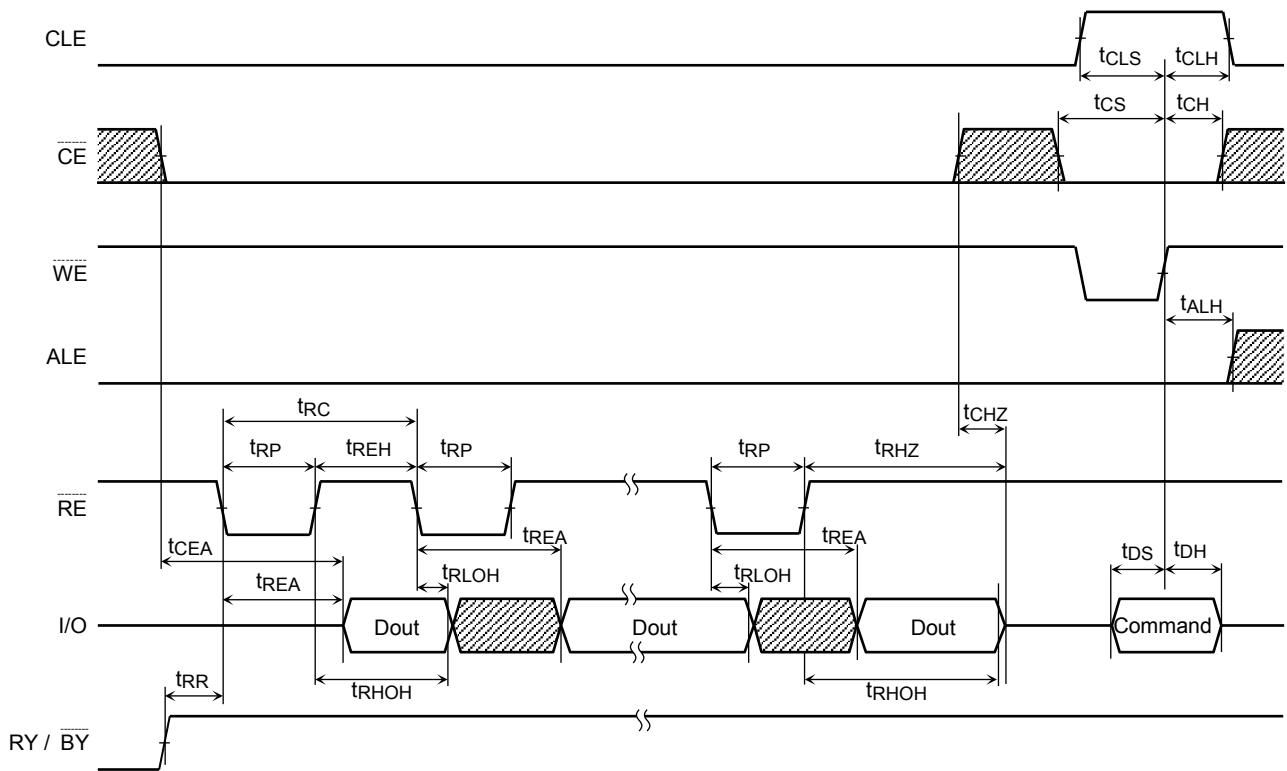 CLE
tCLS tCLH
tCS tCH
CE
WE
tALH
ALE
tRC
tCHZ
tRP tREH tRP tRP tRHZ
RE
tCEA tREA tREA tDS tDH
tREA tRLOH tRLOH
I/O Dout Dout Dout Command
tRR tRHOH tRHOH
RY / BY